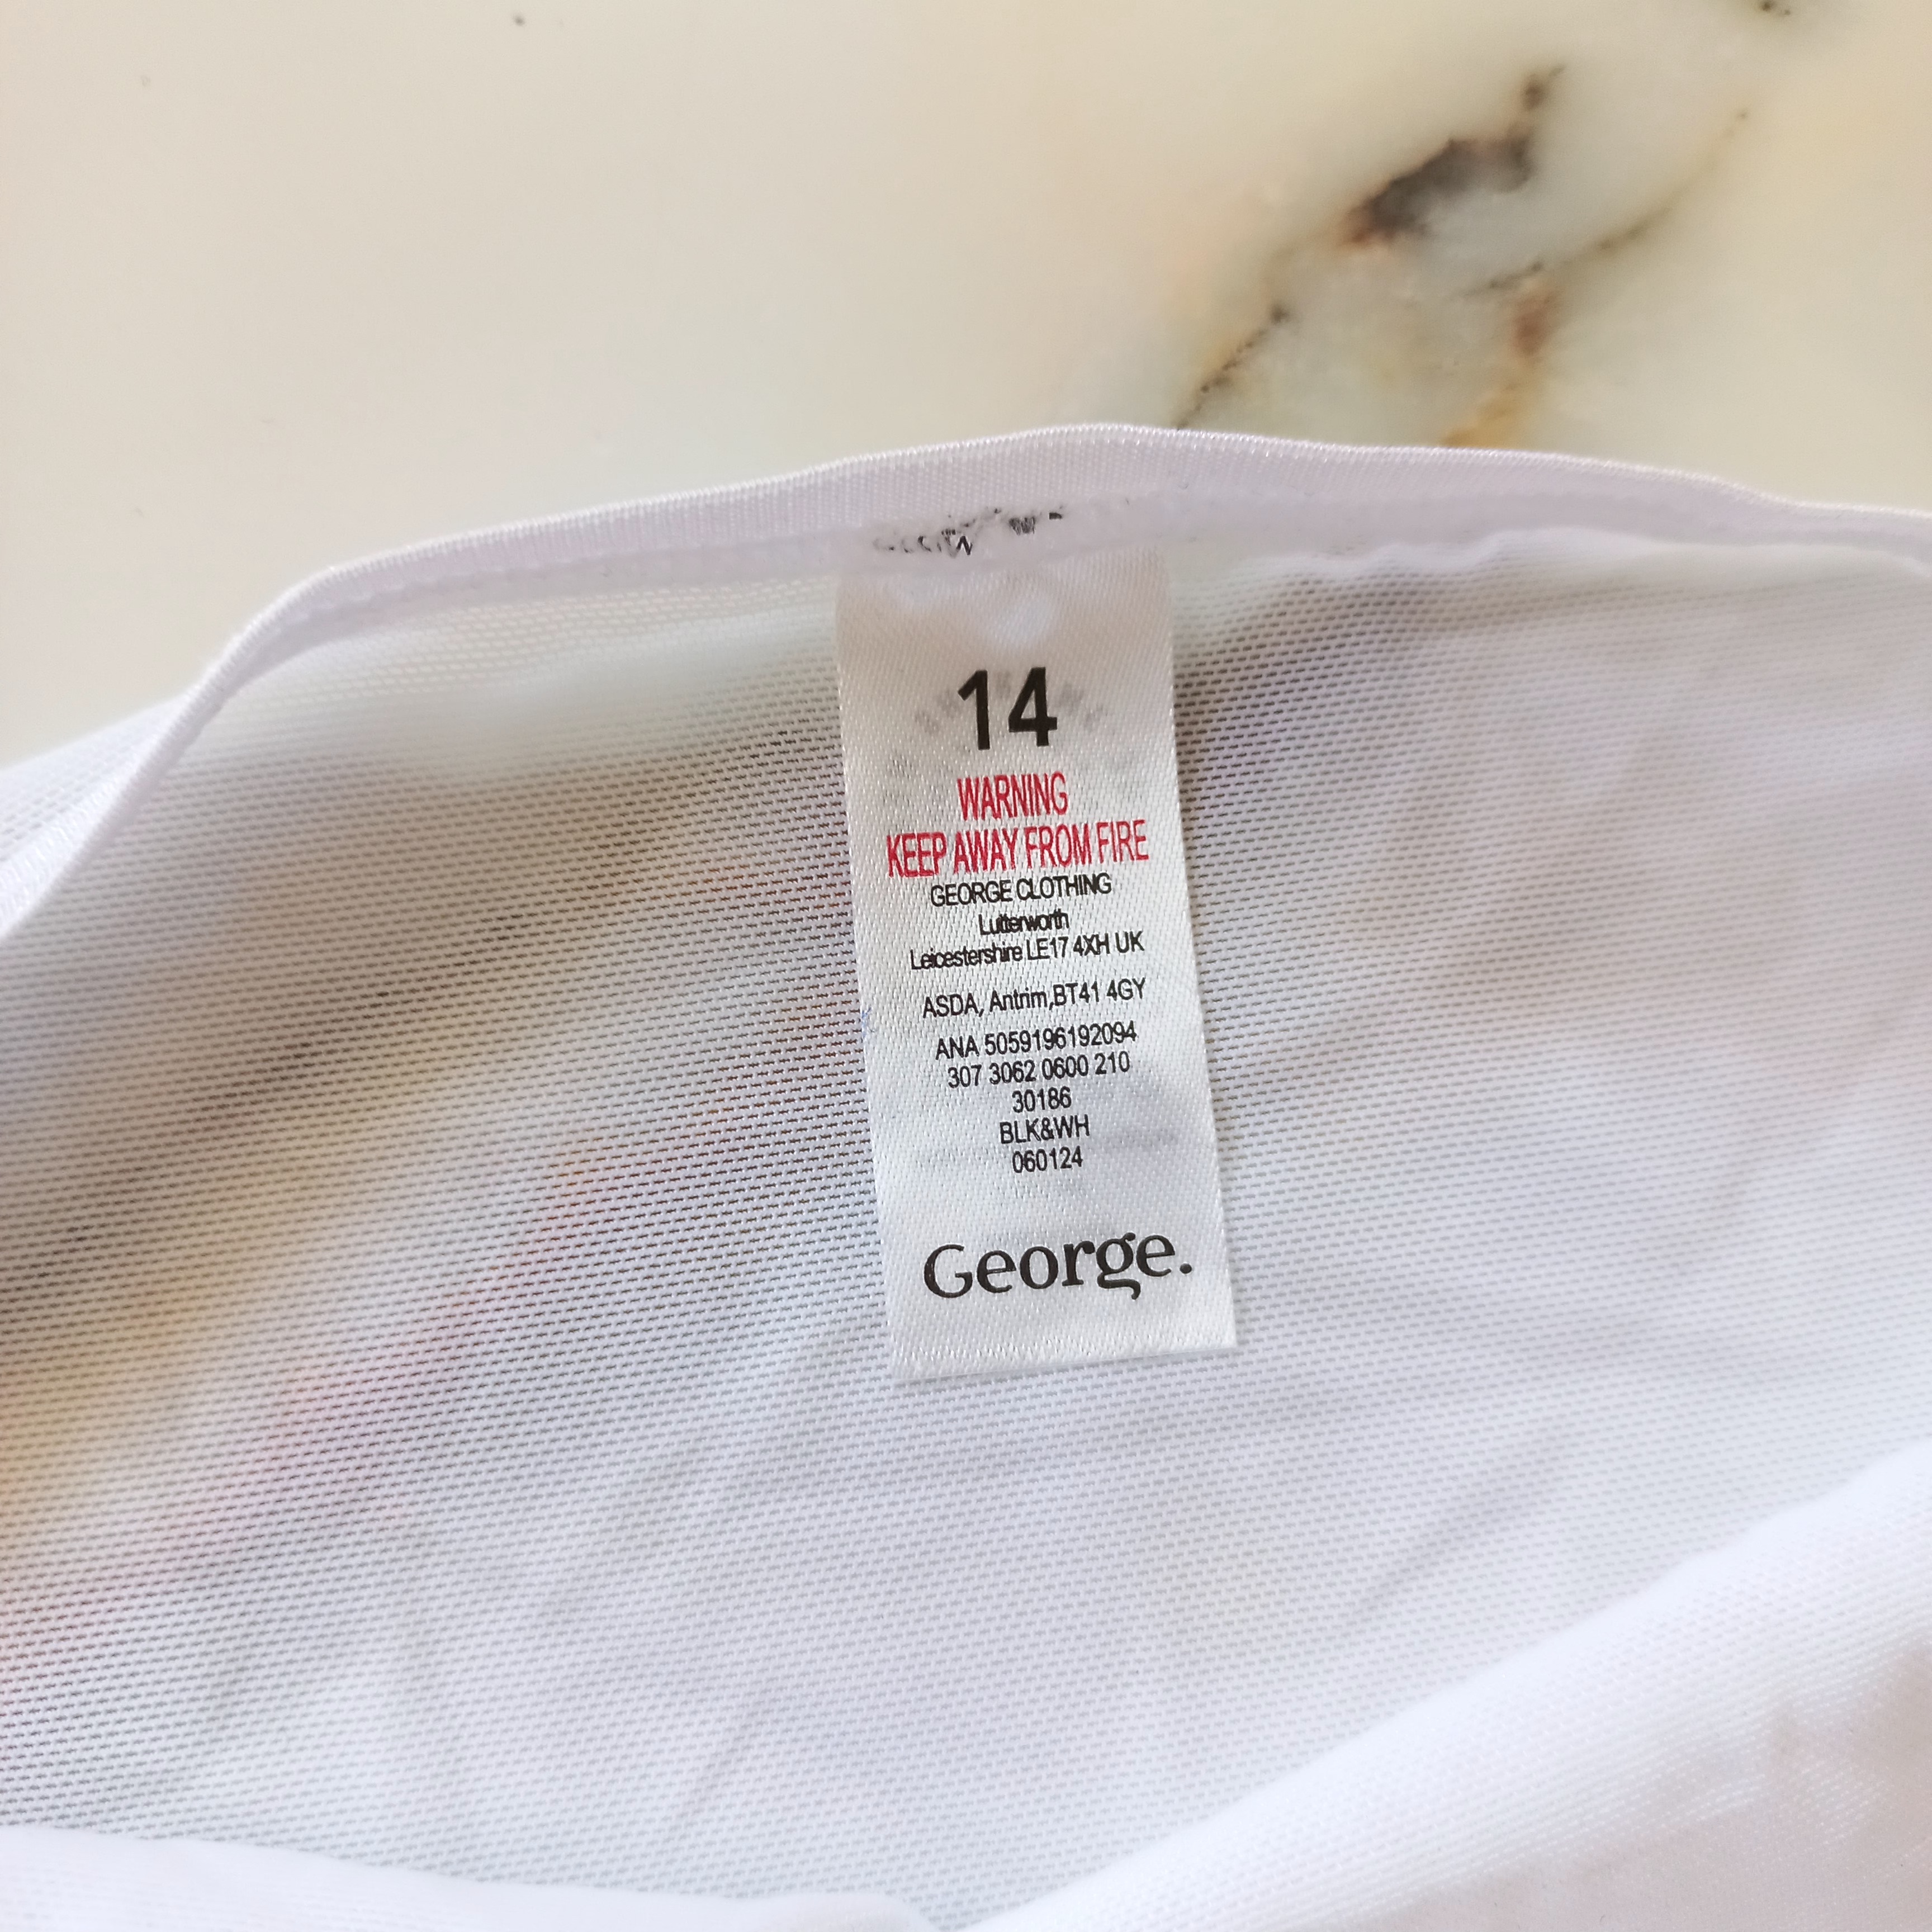 14
WARNING
KEEP AWAY FROM FIRE
GEORGE CLOTHING
Lutterworth
Leicestershire LE17 4XH UK
ASDA, Antrim,BT41 4GY
ANA 5059196192094
307 3062 0600 210
30186
BLK&WH
060124
George.